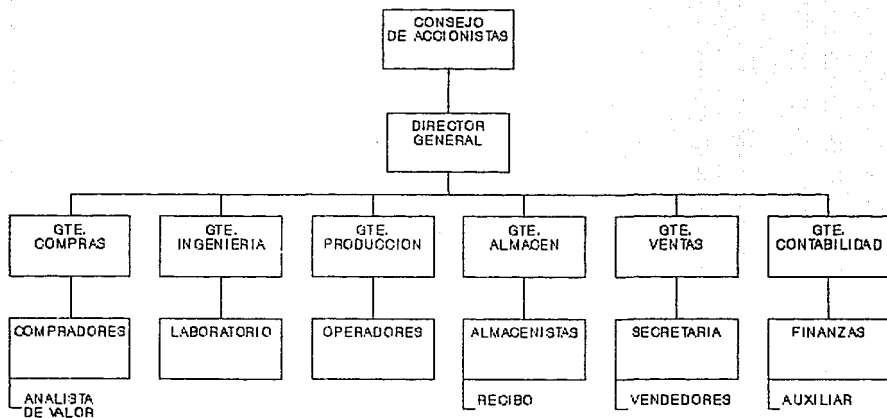 CONSEJO
DE ACCIONISTAS
DIRECTOR
GENERAL
GTE.
COMPRAS
GTE.
INGENIERIA
GTE.
PRODUCCION
GTE.
ALMACEN
GTE.
VENTAS
GTE.
CONTABILIDAD
COMPRADORES
LABORATORIO
OPERADORES
ALMACENISTAS
SECRETARIA
FINANZAS
ANALISTA
DE VALOR
RECIBO
VENDEDORES
AUXILIAR